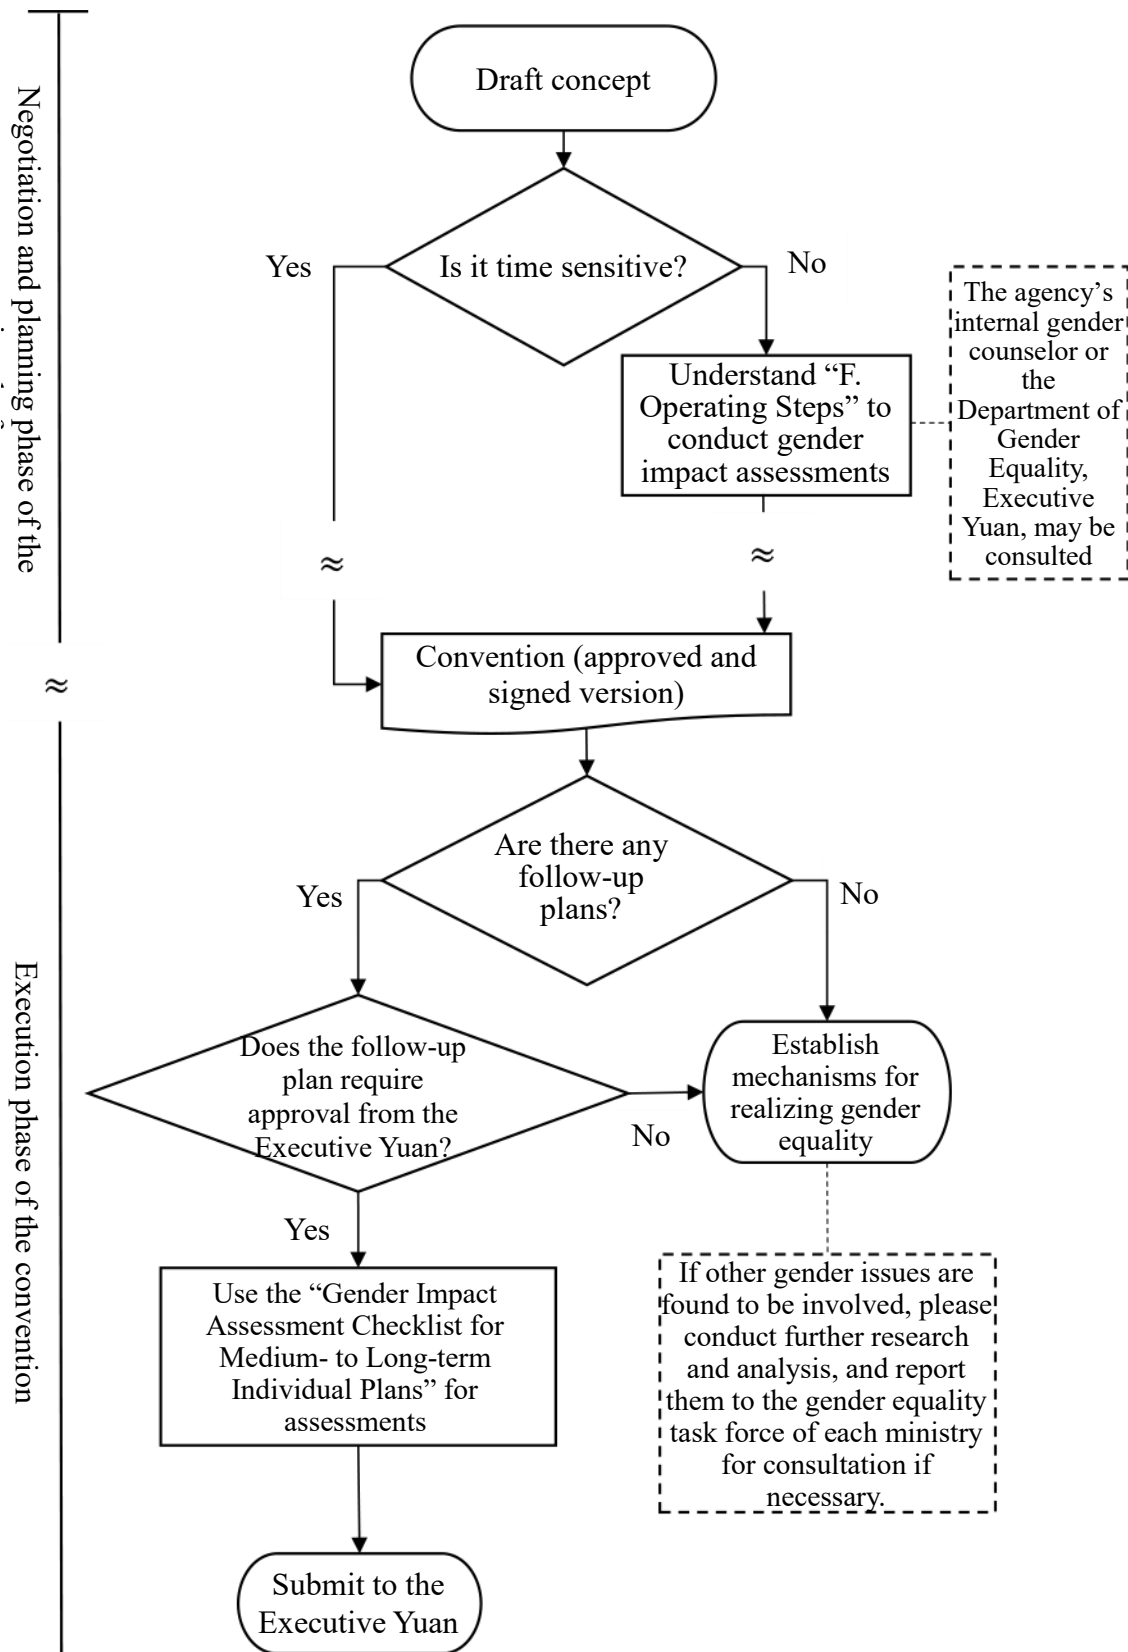 Negotiation and planning phase of the
Draft concept
Is it time sensitive?
Yes
No
Understand “F.
Operating Steps” to
conduct gender
impact assessments
The agency’s
internal gender
counselor or
the
Department of
Gender
Equality,
Executive
Yuan, may be
consulted
≈
≈
≈
Convention (approved and
signed version)
Are there any
follow-up
plans?
Yes
No
Execution phase of the convention
Does the follow-up
plan require
approval from the
Executive Yuan?
No
Yes
Establish
mechanisms for
realizing gender
equality
Use the “Gender Impact
Assessment Checklist for
Medium- to Long-term
Individual Plans” for
assessments
If other gender issues are
found to be involved, please
conduct further research
and analysis, and report
them to the gender equality
task force of each ministry
for consultation if
necessary.
Submit to the
Executive Yuan